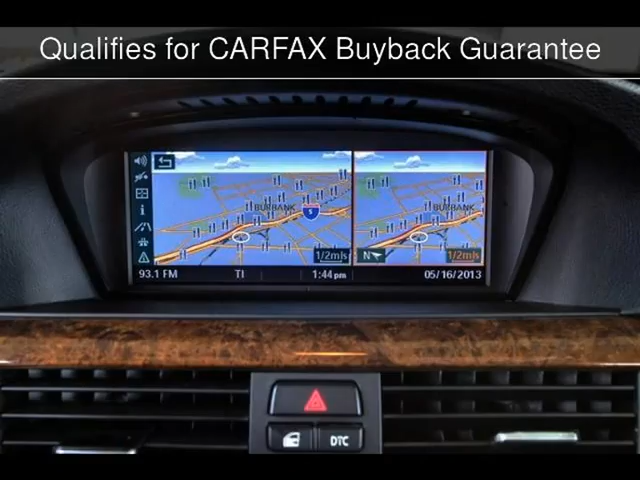 Qualifies for CARFAX Buyback Guarantee
BURBANK
5
1/2mls
BURBANK
N
1/2mls
93.1 FM
TI
1:44 pm
05/16/2013
DTC